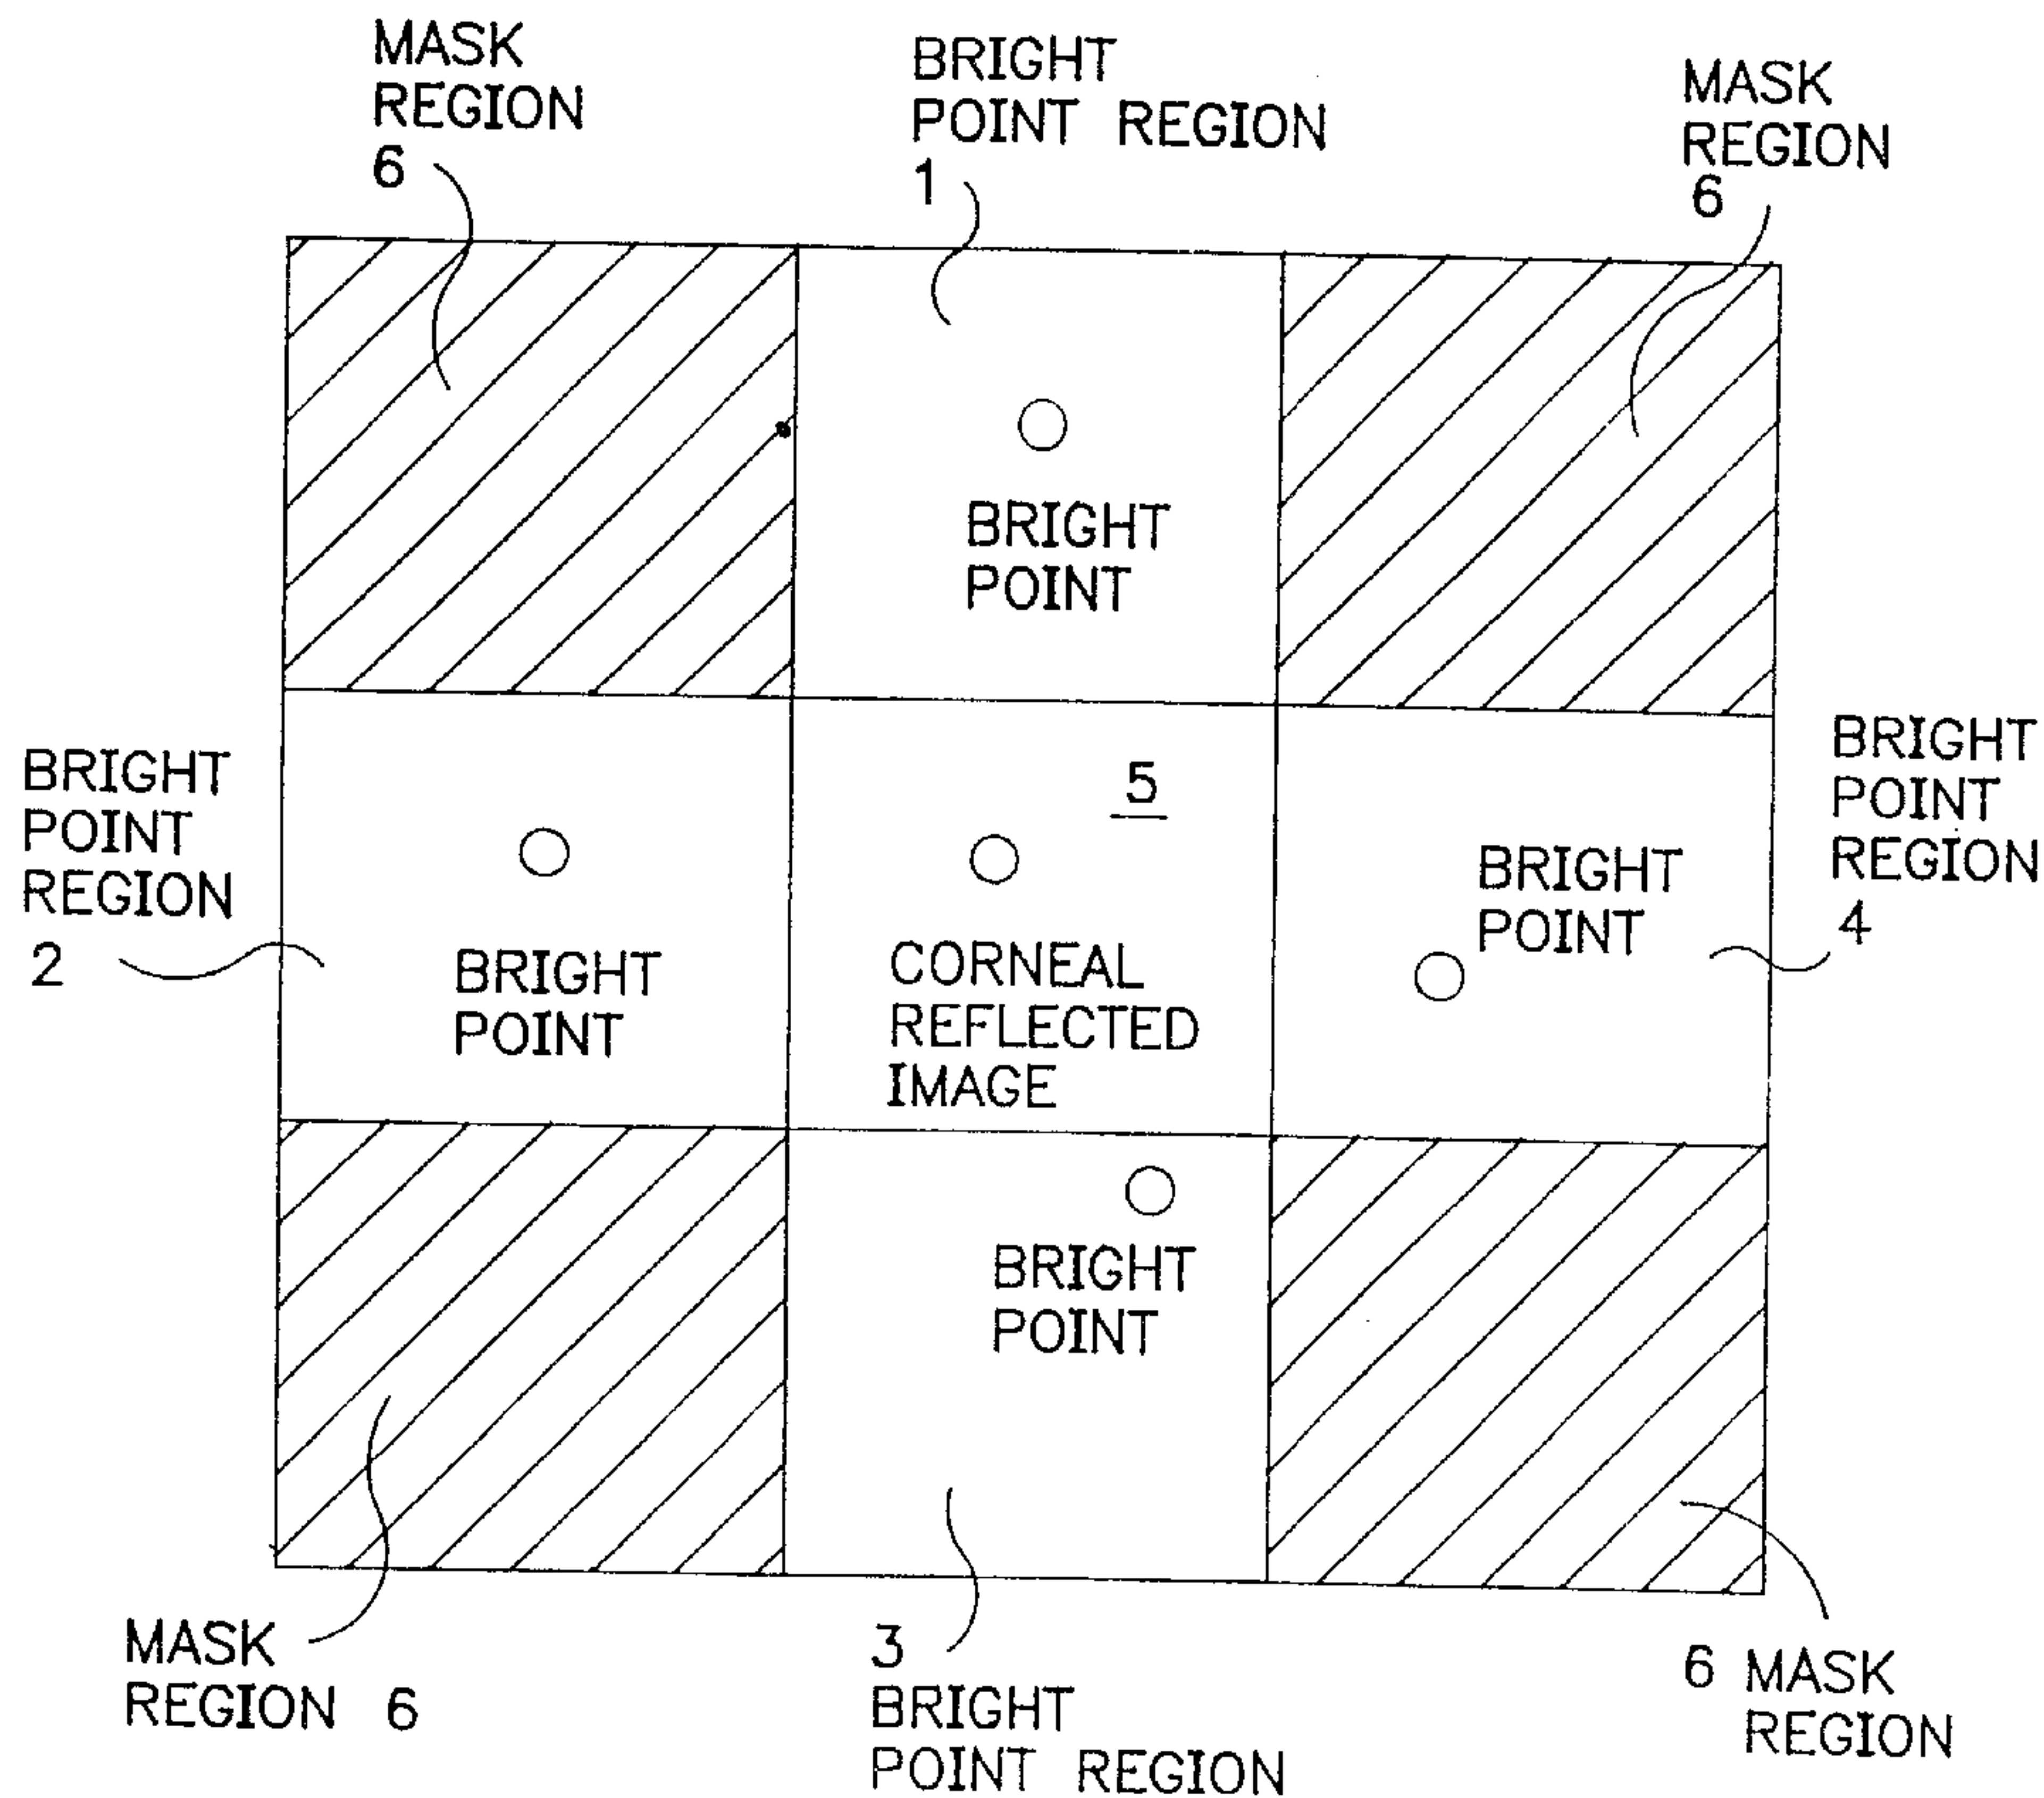 MASK
REGION
6
BRIGHT
POINT REGION
1
MASK
REGION
6
BRIGHT
POINT
BRIGHT
POINT
REGION
2
BRIGHT
POINT
5
CORNEAL
REFLECTED
IMAGE
BRIGHT
POINT
BRIGHT
POINT
REGION
4
BRIGHT
POINT
MASK
REGION 6
3
BRIGHT
POINT REGION
6 MASK
REGION